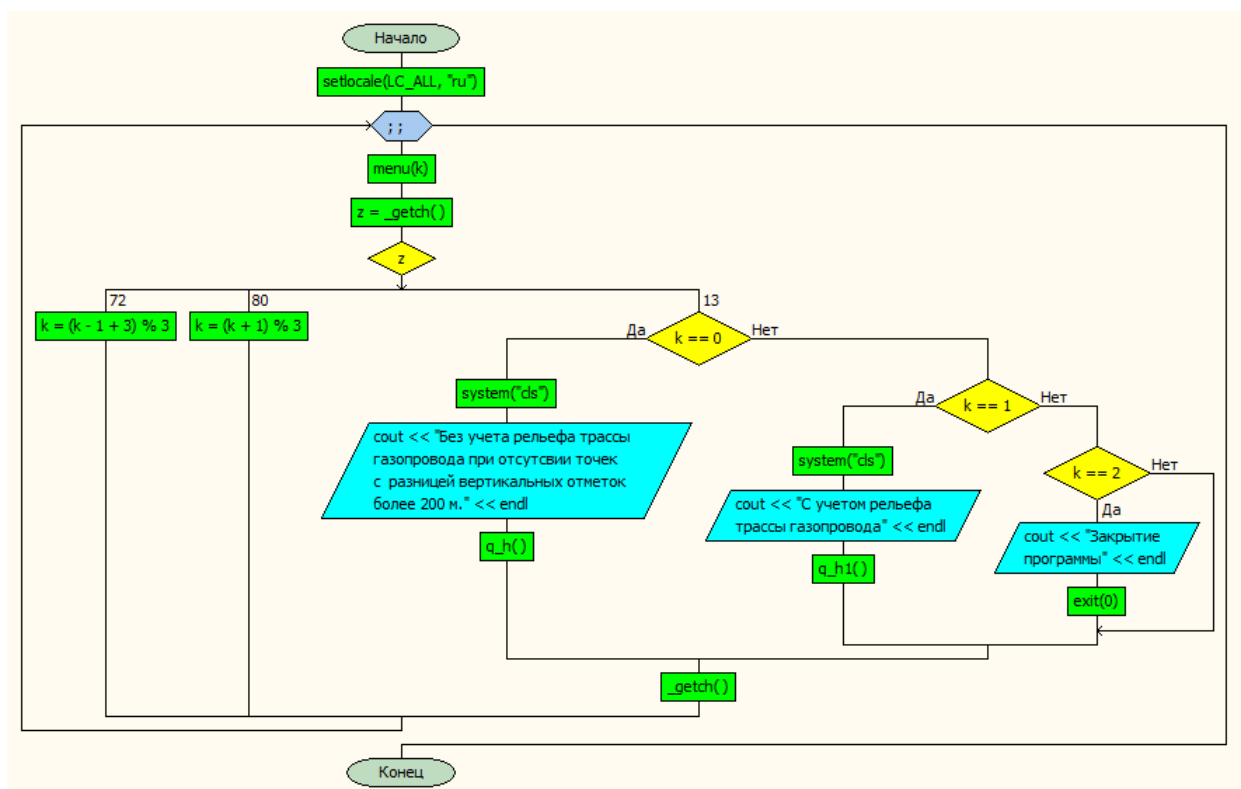 Начало
setlocale(LC_ALL, "ru")
; ;
menu(k)
z = _getch( )
z
72
80
13
k = (k - 1 + 3) % 3
k = (k + 1) % 3
Да
k == 0
Нет
system("cls")
Да
k == 1
Нет
cout << "Без учета рельефа трассы
газопровода при отсутсвии точек
с разницей вертикальных отметок
более 200 м." << endl
system("cls")
k == 2
Нет
Да
cout << "С учетом рельефа
трассы газопровода" << endl
cout << "Закрытие
программы" << endl
q_h( )
q_h1( )
exit(0)
_getch( )
Конец